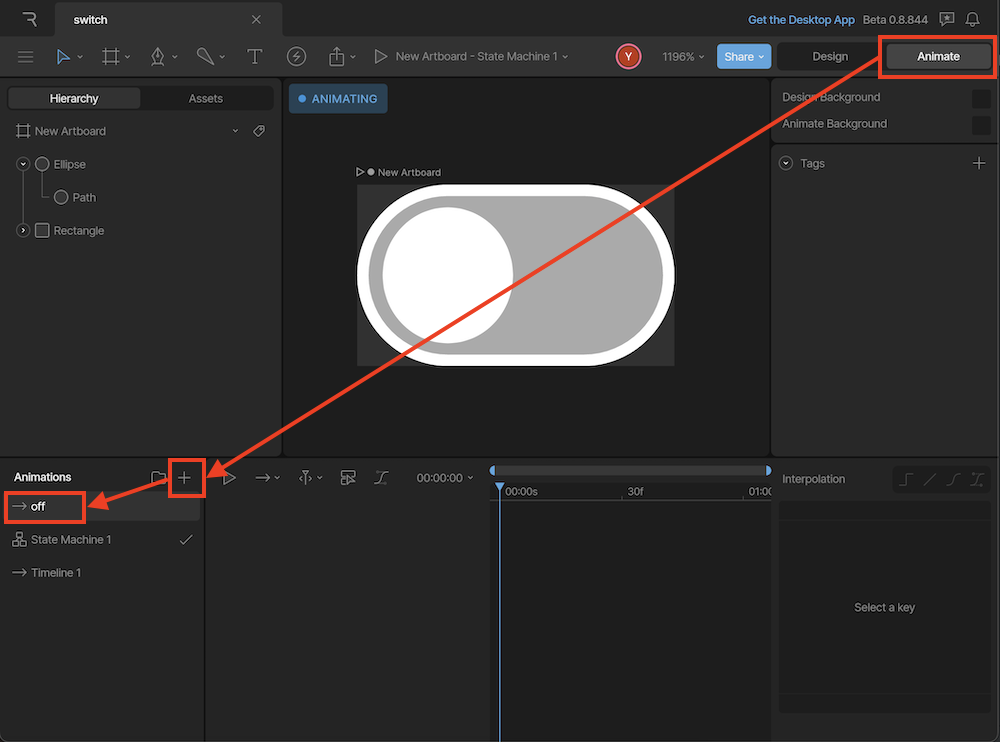 switch
Get the Desktop App Beta 0.8.844
New Artboard - State Machine 1
Y
1196%
Share
Design
Animate
Hierarchy
Assets
ANIMATING
Design Background
Animate Background
New Artboard
Tags
Ellipse
New Artboard
Path
Rectangle
Animations
00:00:00
Interpolation
00:00s
30f
01:00
off
State Machine 1
Timeline 1
Select a key